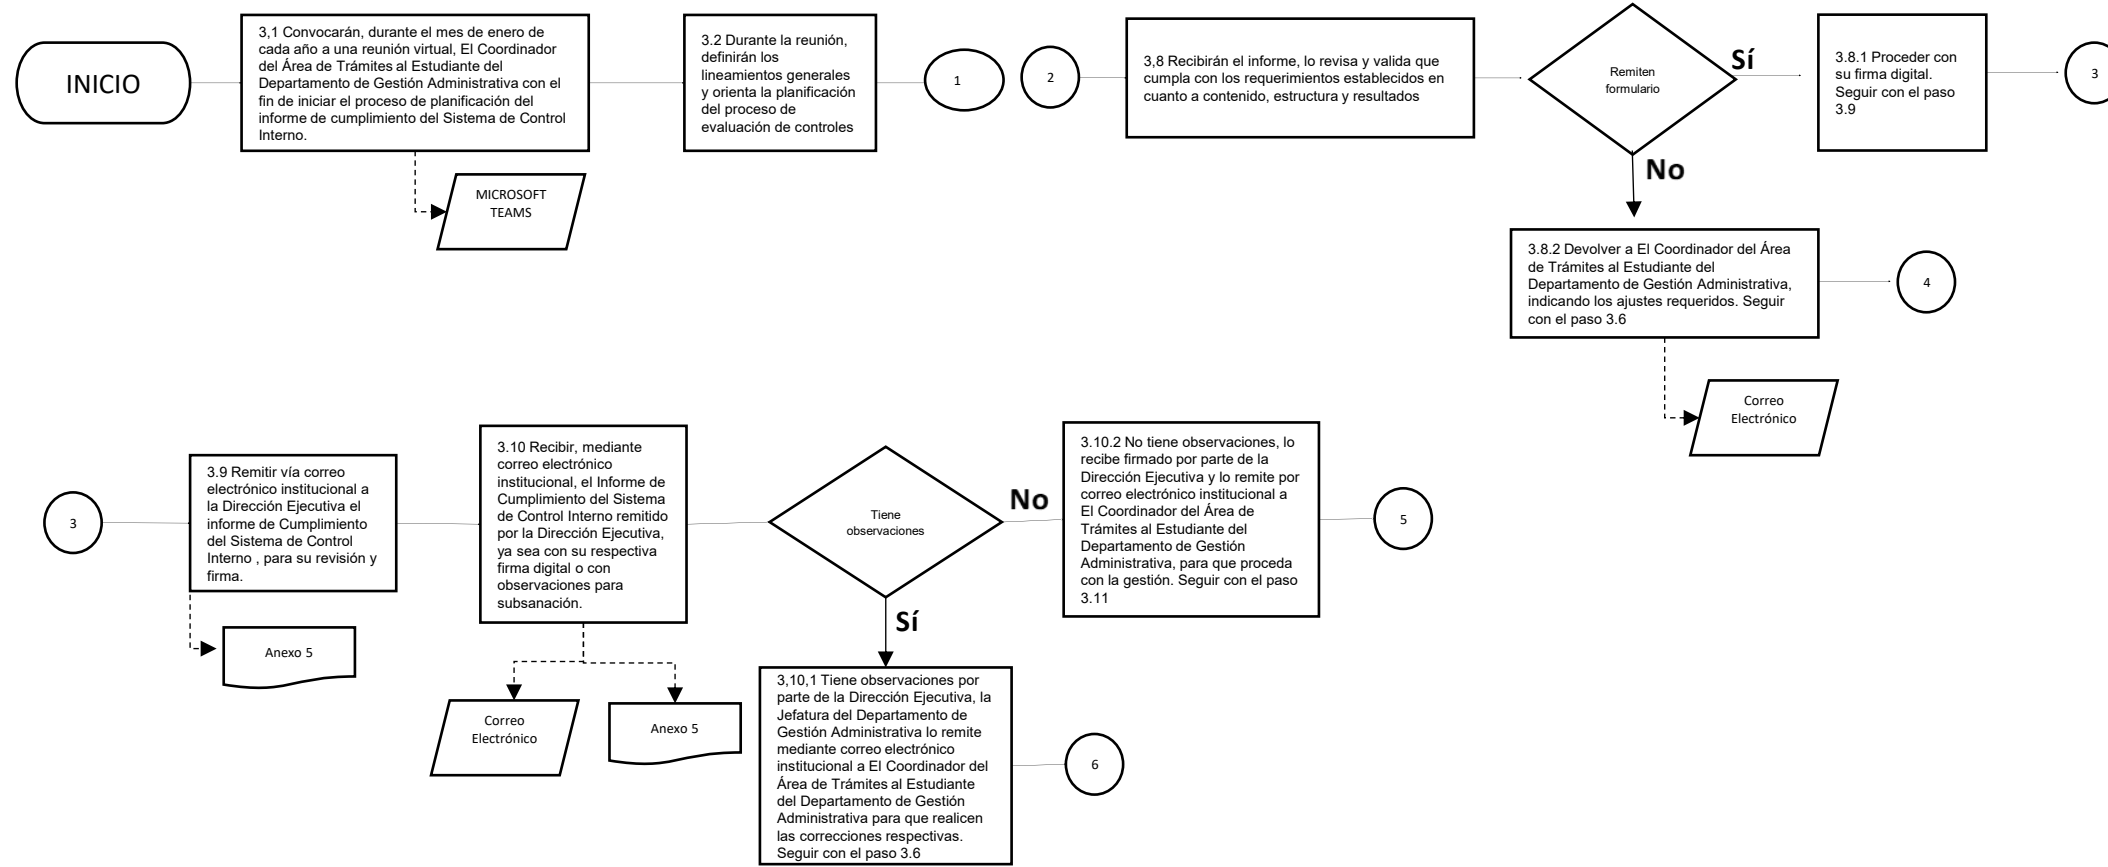 INICIO
3,1 Convocarán, durante el mes de enero de
cada año a una reunión virtual, El Coordinador
del Área de Trámites al Estudiante del
Departamento de Gestión Administrativa con el
fin de iniciar el proceso de planificación del
informe de cumplimiento del Sistema de Control
Interno.
MICROSOFT
TEAMS
3.2 Durante la reunión,
definirán los
lineamientos generales
y orienta la planificación
del proceso de
evaluación de controles
1
2
3,8 Recibirán el informe, lo revisa y valida que
cumpla con los requerimientos establecidos en
cuanto a contenido, estructura y resultados
Remiten
formulario
Sí
3.8.1 Proceder con
su firma digital.
Seguir con el paso
3.9
3
No
3.8.2 Devolver a El Coordinador del Área
de Trámites al Estudiante del
Departamento de Gestión Administrativa,
indicando los ajustes requeridos. Seguir
con el paso 3.6
4
Correo
Electrónico
3
3.9 Remitir vía correo
electrónico institucional a
la Dirección Ejecutiva el
informe de Cumplimiento
del Sistema de Control
Interno , para su revisión y
firma.
Anexo 5
3.10 Recibir, mediante
correo electrónico
institucional, el Informe de
Cumplimiento del Sistema
de Control Interno remitido
por la Dirección Ejecutiva,
ya sea con su respectiva
firma digital o con
observaciones para
subsanación.
Correo
Electrónico
Anexo 5
Tiene
observaciones
No
3.10.2 No tiene observaciones, lo
recibe firmado por parte de la
Dirección Ejecutiva y lo remite por
correo electrónico institucional a
El Coordinador del Área de
Trámites al Estudiante del
Departamento de Gestión
Administrativa, para que proceda
con la gestión. Seguir con el paso
3.11
5
Sí
3,10,1 Tiene observaciones por
parte de la Dirección Ejecutiva, la
Jefatura del Departamento de
Gestión Administrativa lo remite
mediante correo electrónico
institucional a El Coordinador del
Área de Trámites al Estudiante
del Departamento de Gestión
Administrativa para que realicen
las correcciones respectivas.
Seguir con el paso 3.6
6